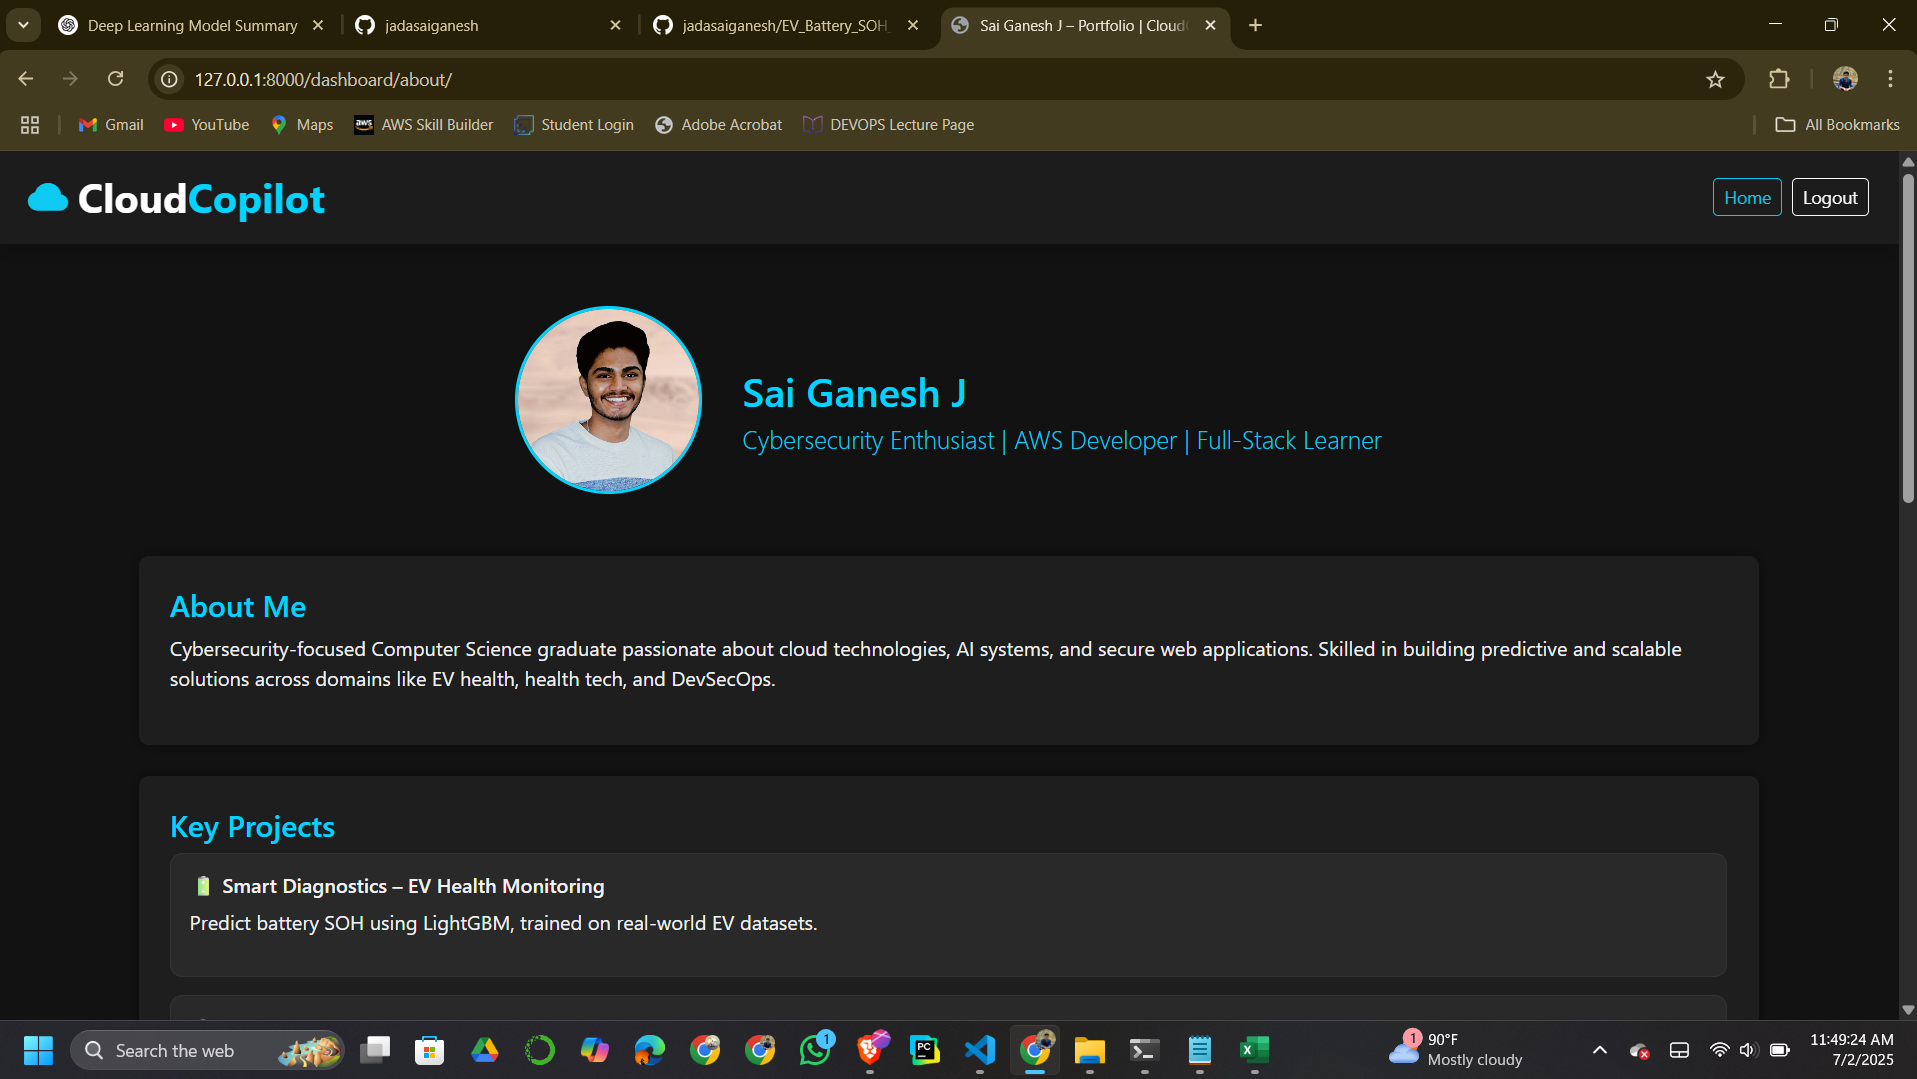 Deep Learning Model Summary
jadasaiganesh
jadasaiganesh/EV_Battery_SOH_
Sai Ganesh J – Portfolio | Cloud
127.0.0.1:8000/dashboard/about/
Gmail
YouTube
Maps
aws
AWS Skill Builder
Student Login
Adobe Acrobat
DEVOPS Lecture Page
All Bookmarks
CloudCopilot
Home
Logout
Sai Ganesh J
Cybersecurity Enthusiast | AWS Developer | Full-Stack Learner
About Me
Cybersecurity-focused Computer Science graduate passionate about cloud technologies, AI systems, and secure web applications. Skilled in building predictive and scalable
solutions across domains like EV health, health tech, and DevSecOps.
Key Projects
Smart Diagnostics – EV Health Monitoring
Predict battery SOH using LightGBM, trained on real-world EV datasets.
Search the web
1
PC
1
90°F
Mostly cloudy
11:49:24 AM
7/2/2025